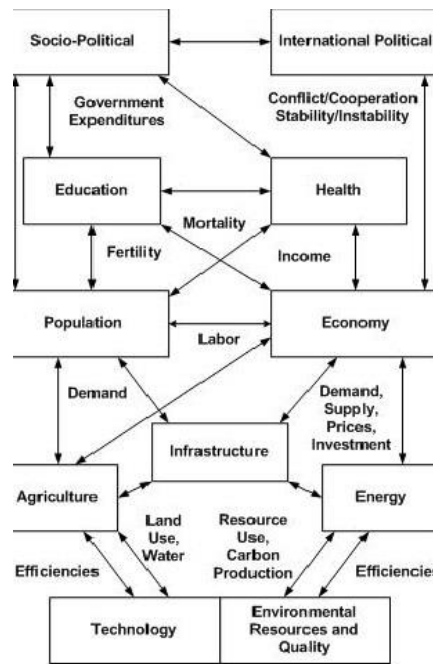 Socio-Political
International Political
Government
Expenditures
Conflict/Cooperation
Stability/Instability
Education
Health
Mortality
Fertility
Income
Population
Economy
Labor
Demand
Demand,
Supply,
Prices,
Investment
Infrastructure
Agriculture
Energy
Land
Use,
Water
Resource
Use,
Carbon
Production
Efficiencies
Efficiencies
Technology
Environmental
Resources and
Quality